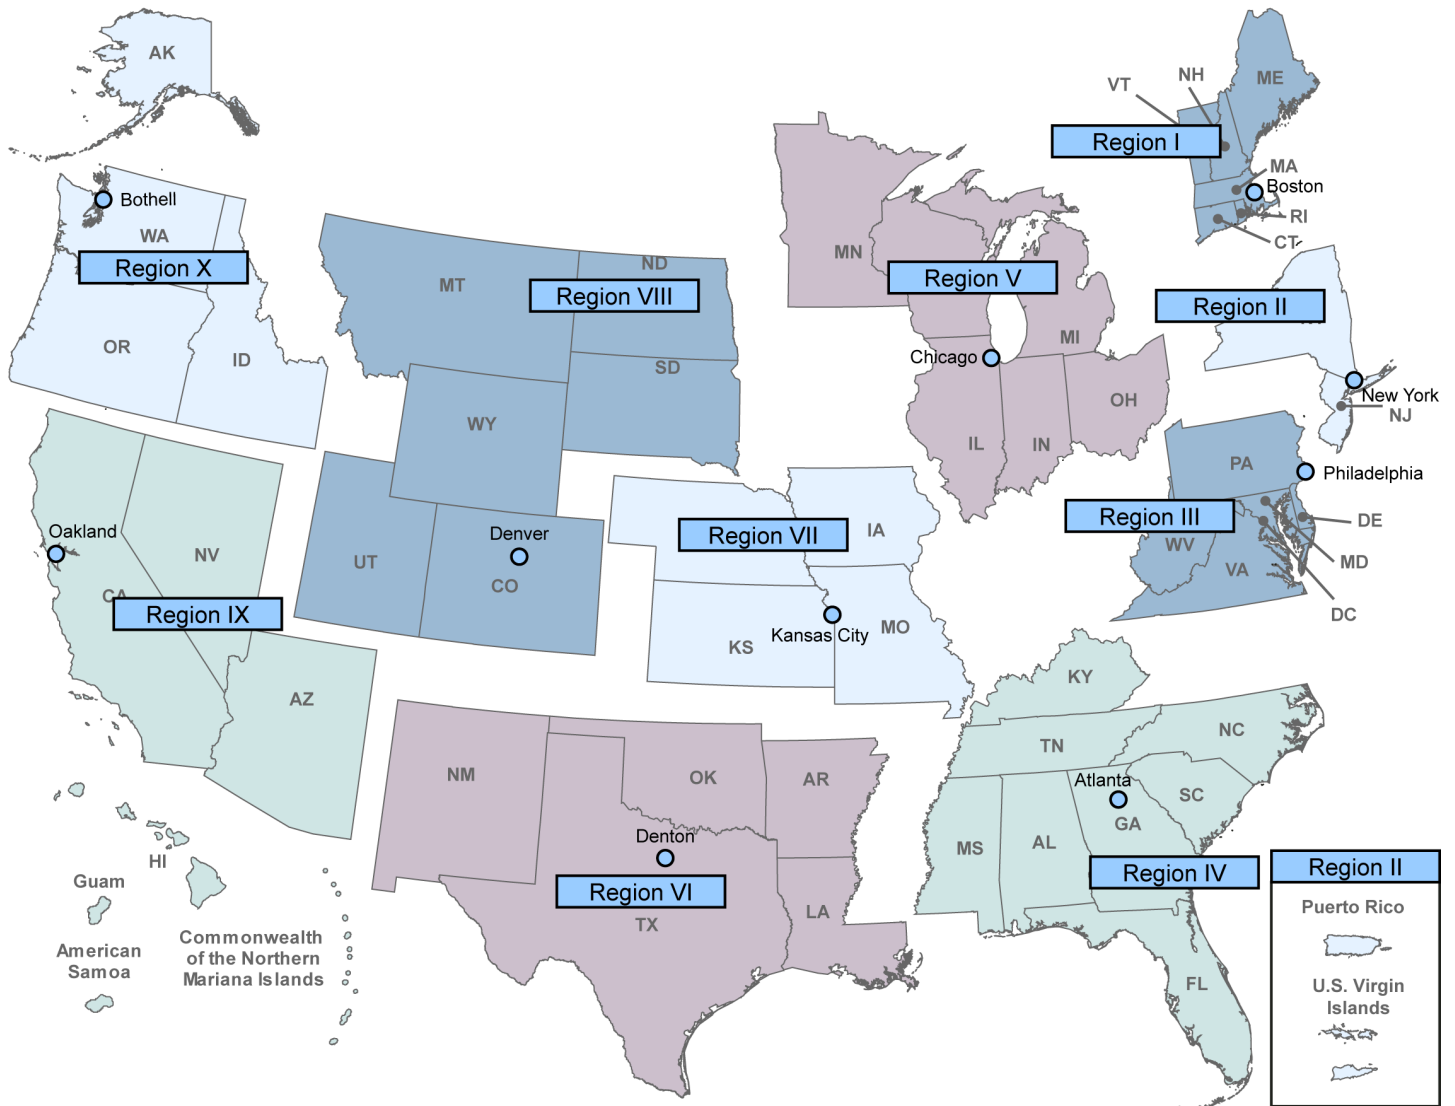 AK
VT
NH
ME
Region I
MA
Boston
RI
CT
Bothell
WA
Region X
OR
ID
MT
ND
Region VIII
SD
WY
UT
Denver
CO
MN
Region V
MI
Chicago
IL
IN
OH
Region II
New York
NJ
PA
Philadelphia
Region III
DE
WV
VA
MD
DC
Oakland
NV
CA
Region IX
AZ
Region VII
IA
Kansas City
KS
MO
KY
TN
NC
Atlanta
SC
GA
MS
AL
Region IV
FL
NM
OK
AR
Denton
Region VI
TX
LA
HI
Guam
American
Samoa
Commonwealth
of the Northern
Mariana Islands
Region II
Puerto Rico
U.S. Virgin
Islands